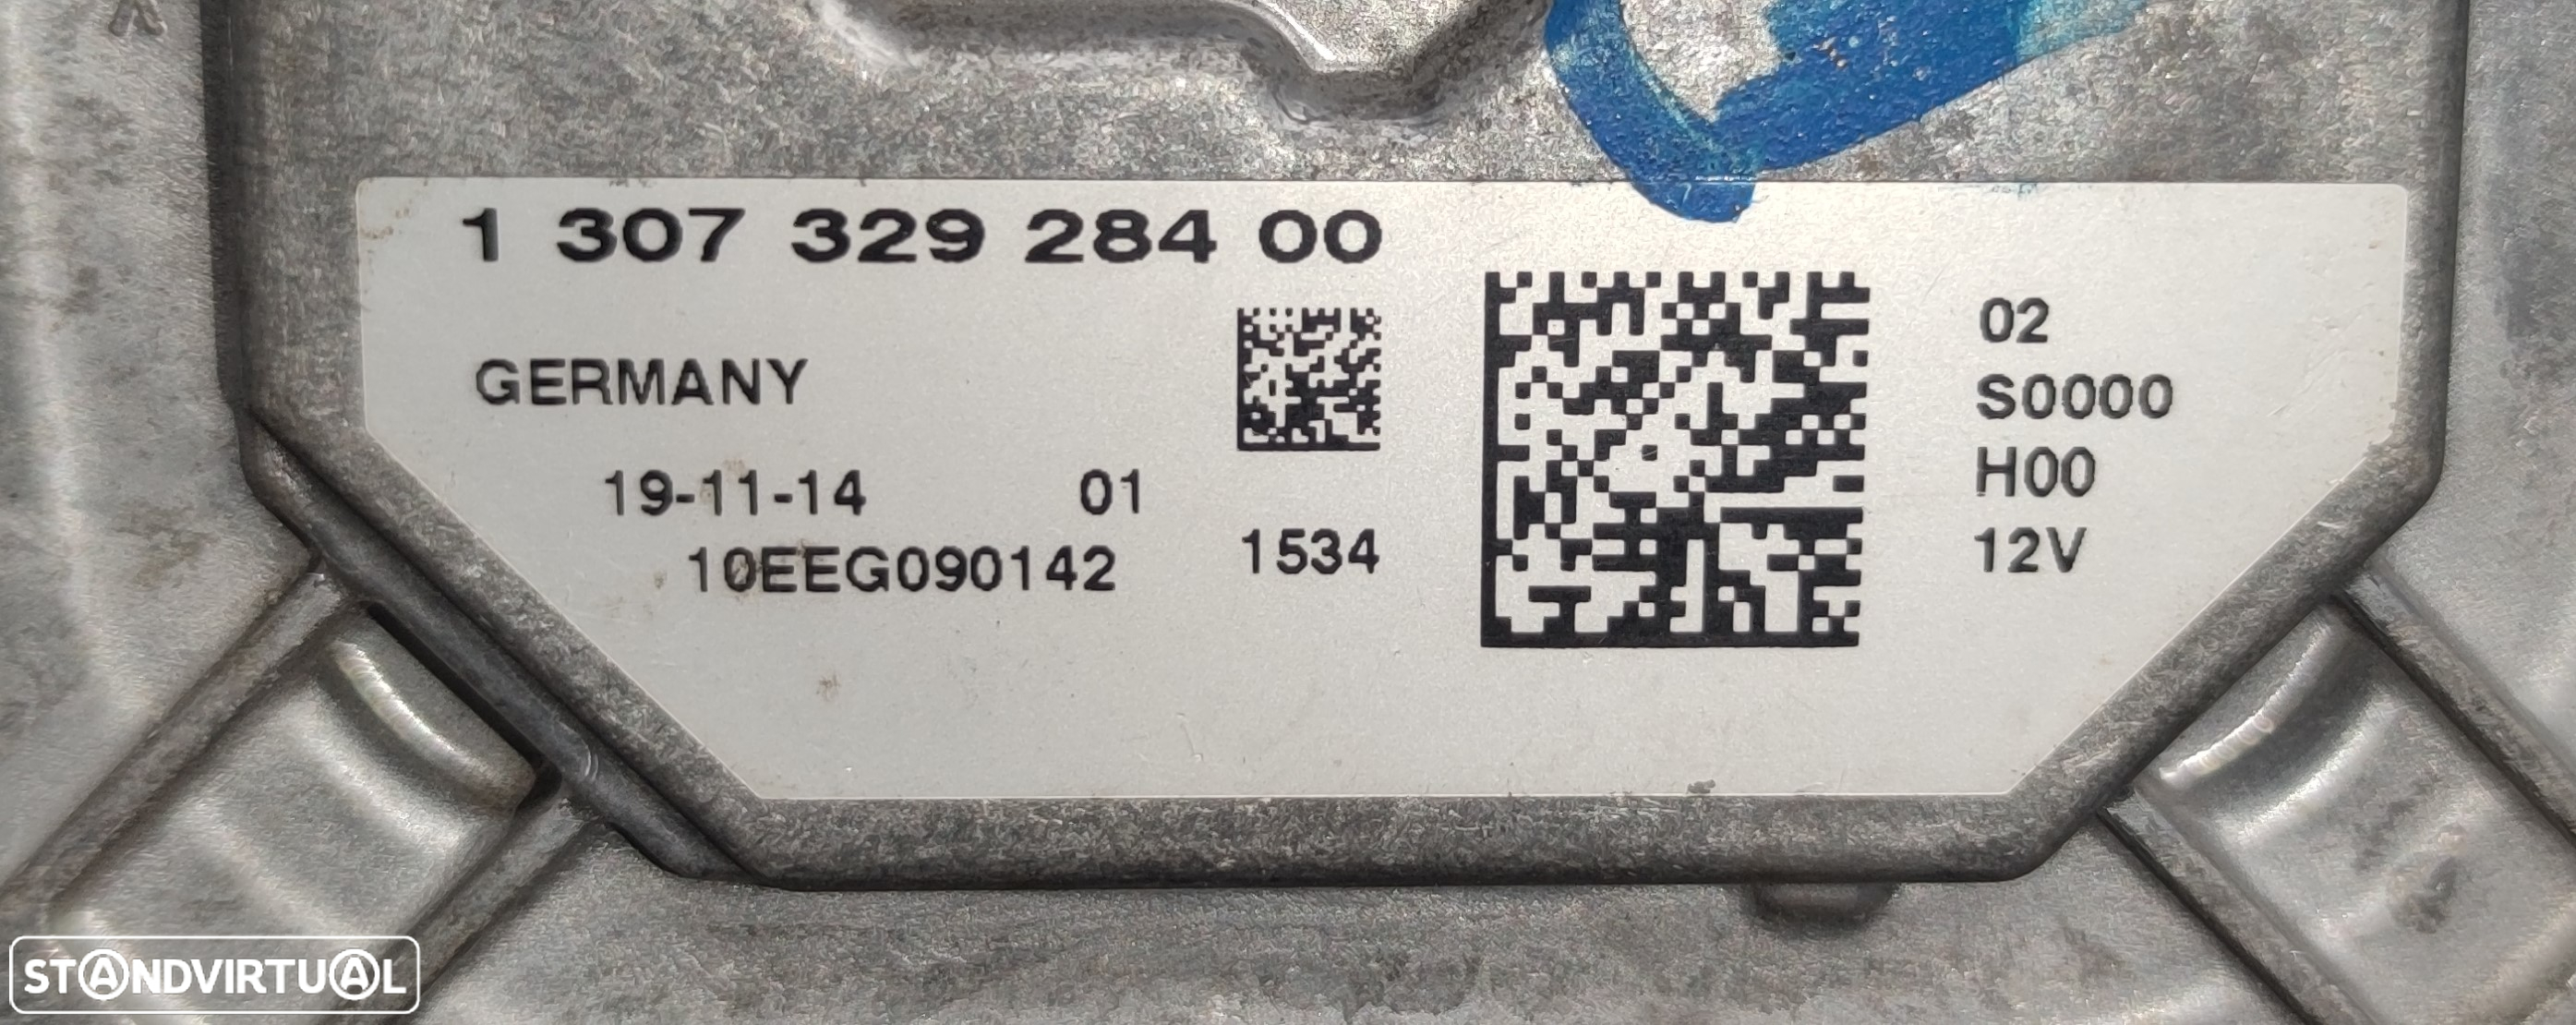 1 307 329 284 00
GERMANY
19-11-14 01
10EEG090142 1534
02
S0000
H00
12V
STANDVIRTUAL